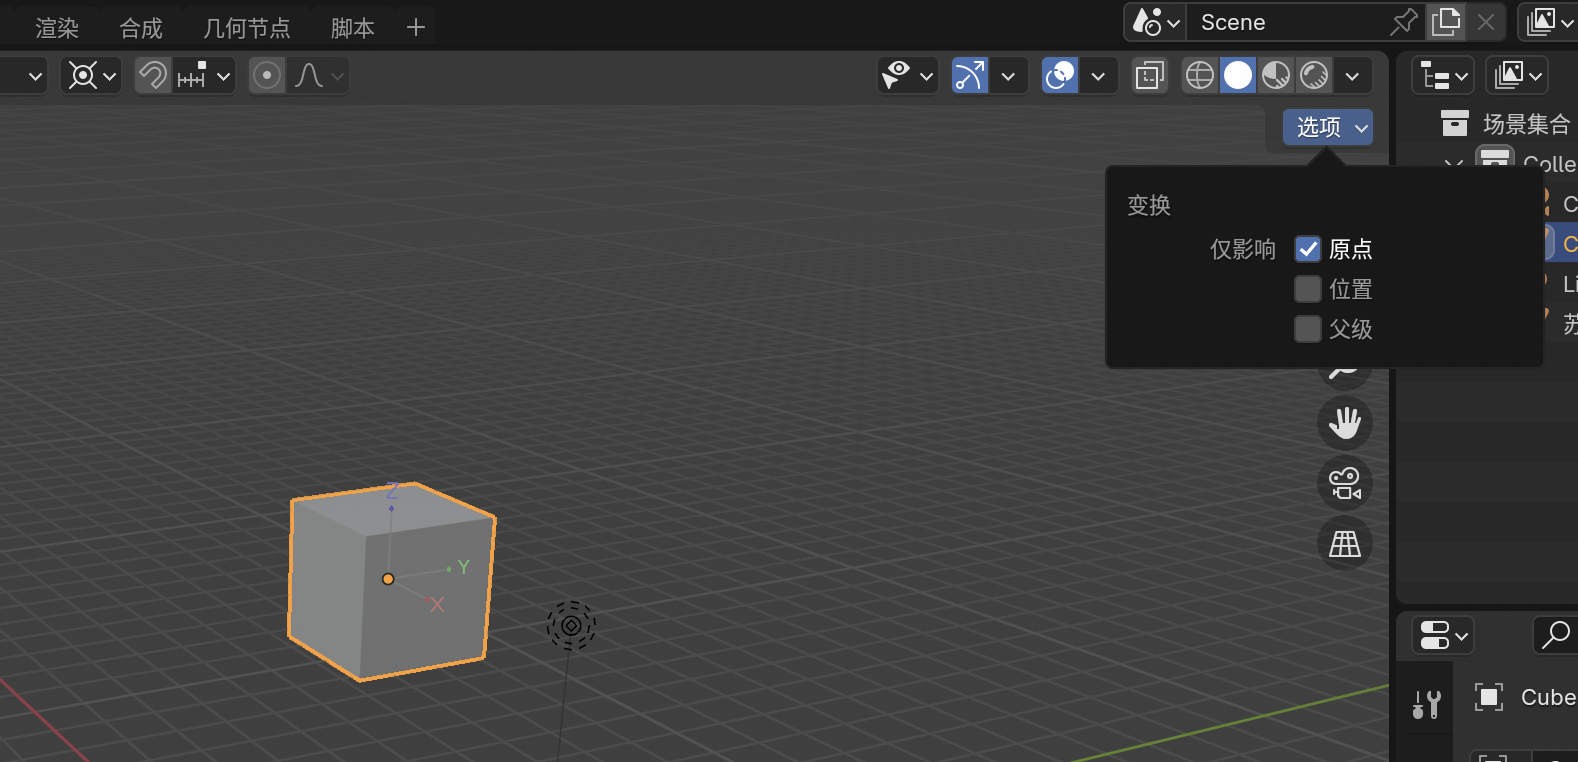 渲染 合成 几何节点 脚本 +
Scene
选项
场景集合
Colle
变换
仅影响 原点
位置
父级
C
C
Li
苏
Z
Y
X
Cube